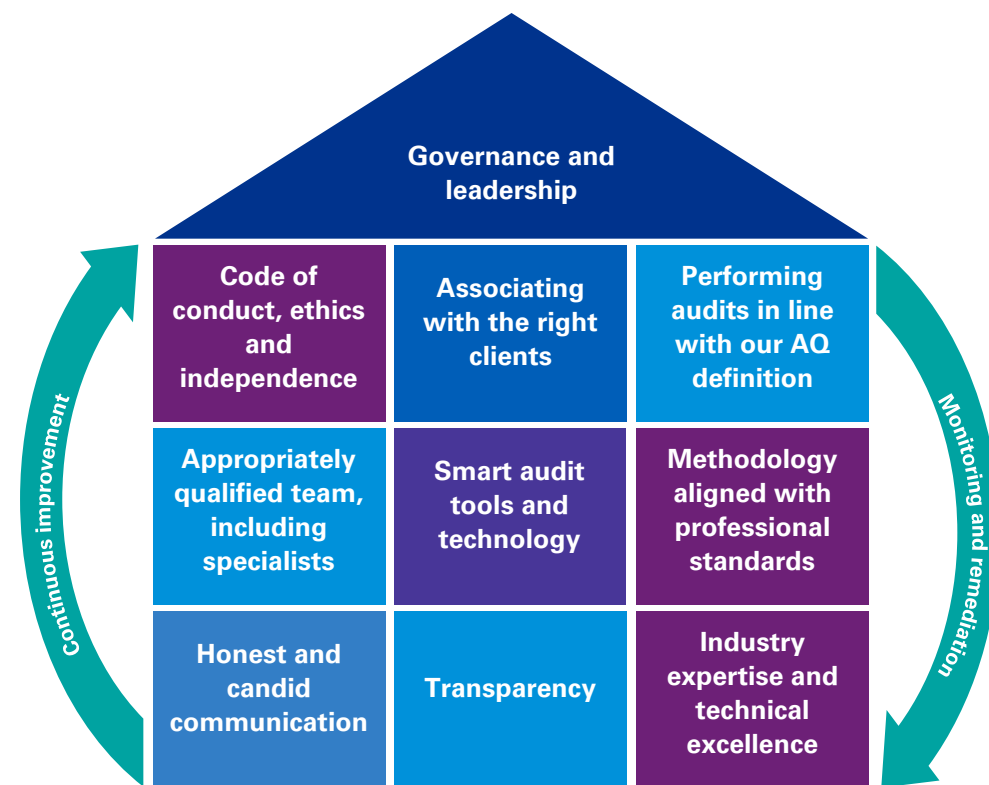 Governance and
leadership
Code of
conduct, ethics
and
independence
Associating
with the right
clients
Performing
audits in line
with our AQ
definition
Appropriately
qualified team,
including
specialists
Smart audit
tools and
technology
Methodology
aligned with
professional
standards
Honest and
candid
communication
Transparency
Industry
expertise and
technical
excellence
Continuous improvement
Monitoring and remediation